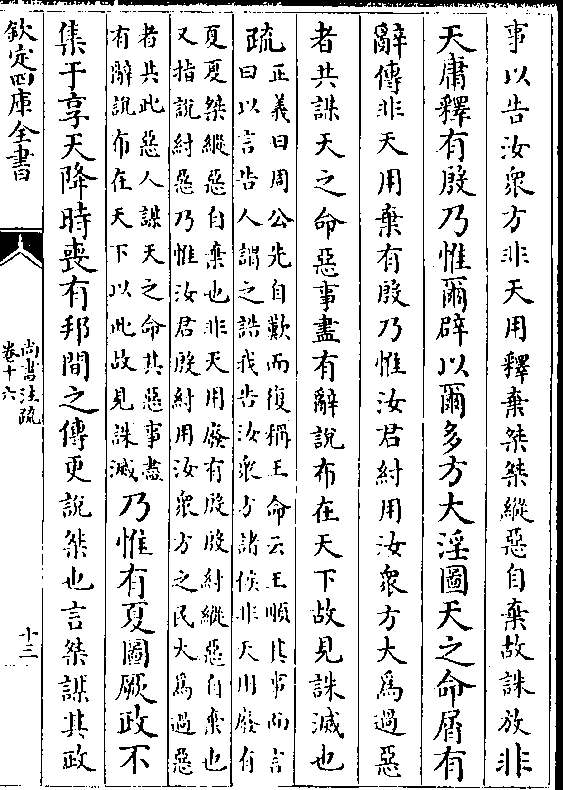 事以告汝衆方非天用釋棄桀桀縱惡自棄故誅放非
天庸釋有殷乃惟爾辟以爾多方大淫圖天之命屑有
辭傳非天用棄有殷乃惟汝君紂用汝衆方大為過惡
者共謀天之命惡事盡有辭說布在天下故見誅滅也
疏正義曰周公先自歎而復稱王命云王順其事而言
曰以言告人謂之誥我告汝衆方諸侯非天用廢有
夏夏桀縱惡自棄也非天用廢有殷殷紂縱惡自棄也
又指說紂惡乃惟汝君殷紂用汝衆方之民大為過惡
者共此惡人謀天之命其惡事盡
有辭說布在天下以此故見誅滅乃惟有夏圖厥政不
集于享天降時喪有邦間之傳更說桀也言桀謀其政
欽定四庫全書
尚書注疏
卷十六
十三